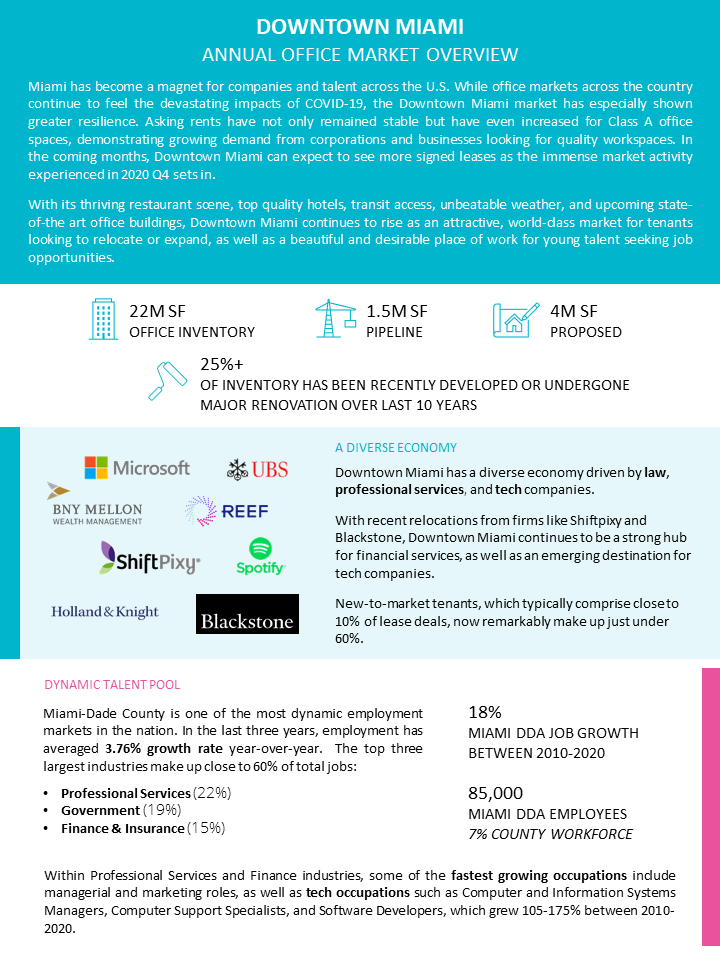 DOWNTOWN MIAMI
ANNUAL OFFICE MARKET OVERVIEW
Miami has become a magnet for companies and talent across the U.S. While office markets across the country
continue to feel the devastating impacts of COVID-19, the Downtown Miami market has especially shown
greater resilience. Asking rents have not only remained stable but have even increased for Class A office
spaces, demonstrating growing demand from corporations and businesses looking for quality workspaces. In
the coming months, Downtown Miami can expect to see more signed leases as the immense market activity
experienced in 2020 Q4 sets in.
With its thriving restaurant scene, top quality hotels, transit access, unbeatable weather, and upcoming state-
of-the art office buildings, Downtown Miami continues to rise as an attractive, world-class market for tenants
looking to relocate or expand, as well as a beautiful and desirable place of work for young talent seeking job
opportunities.
22M SF
OFFICE INVENTORY
1.5M SF
PIPELINE
4M SF
PROPOSED
25%+
OF INVENTORY HAS BEEN RECENTLY DEVELOPED OR UNDERGONE
MAJOR RENOVATION OVER LAST 10 YEARS
Microsoft
UBS
BNY MELLON
WEALTH MANAGEMENT
REEF
ShiftPixy
Spotify
Holland & Knight
Blackstone
A DIVERSE ECONOMY
Downtown Miami has a diverse economy driven by law,
professional services, and tech companies.
With recent relocations from firms like Shiftpixy and
Blackstone, Downtown Miami continues to be a strong hub
for financial services, as well as an emerging destination for
tech companies.
New-to-market tenants, which typically comprise close to
10% of lease deals, now remarkably make up just under
60%.
DYNAMIC TALENT POOL
Miami-Dade County is one of the most dynamic employment
markets in the nation. In the last three years, employment has
averaged 3.76% growth rate year-over-year. The top three
largest industries make up close to 60% of total jobs:
• Professional Services (22%)
• Government (19%)
• Finance & Insurance (15%)
18%
MIAMI DDA JOB GROWTH
BETWEEN 2010-2020
85,000
MIAMI DDA EMPLOYEES
7% COUNTY WORKFORCE
Within Professional Services and Finance industries, some of the fastest growing occupations include
managerial and marketing roles, as well as tech occupations such as Computer and Information Systems
Managers, Computer Support Specialists, and Software Developers, which grew 105-175% between 2010-
2020.